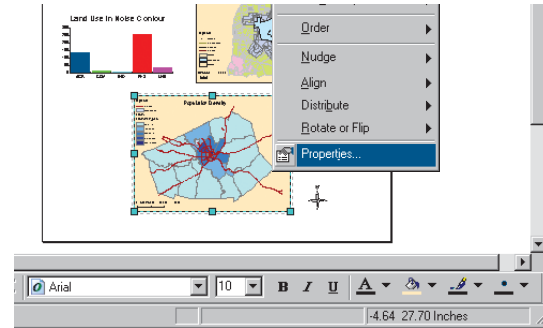 Land Use in Noise Contour
Order
Nudge
Align
Distribute
Rotate or Flip
Properties...
Population Density
Arial
10
B I U A
-4.64 27.70 Inches